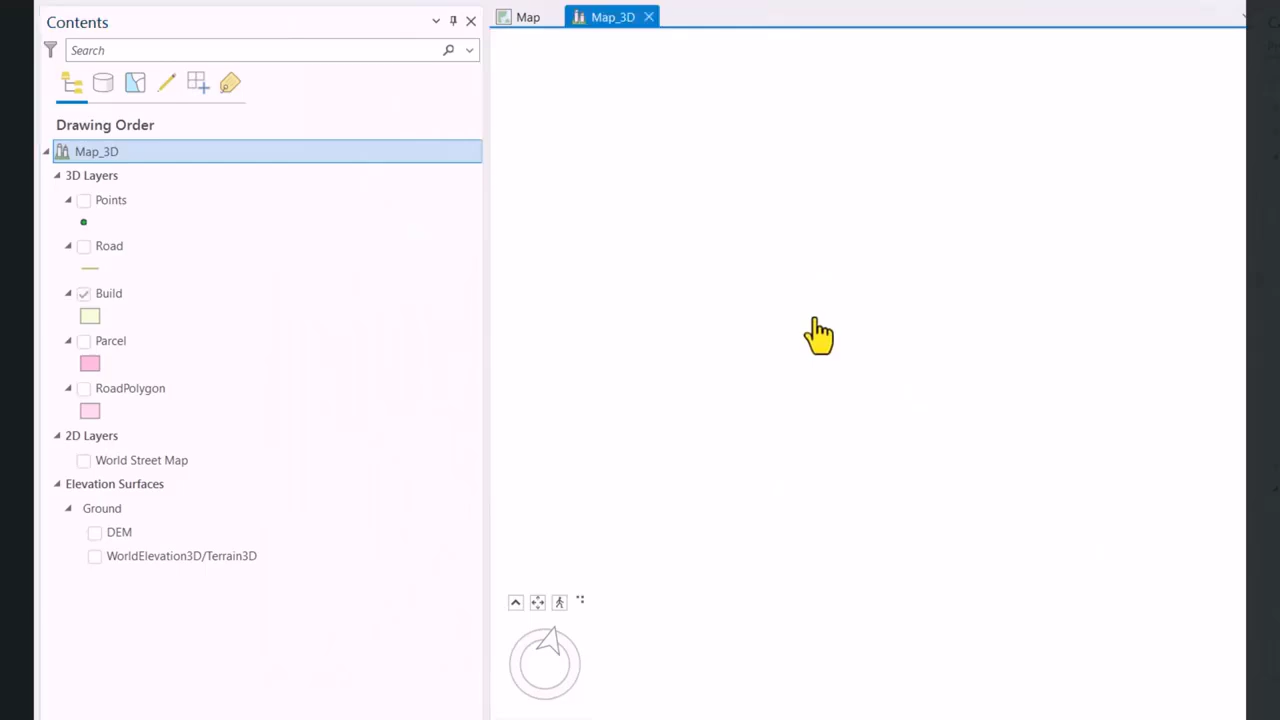 Contents
Map
Map_3D
Search
Drawing Order
Map_3D
3D Layers
Points
Road
Build
Parcel
RoadPolygon
2D Layers
World Street Map
Elevation Surfaces
Ground
DEM
WorldElevation3D/Terrain3D